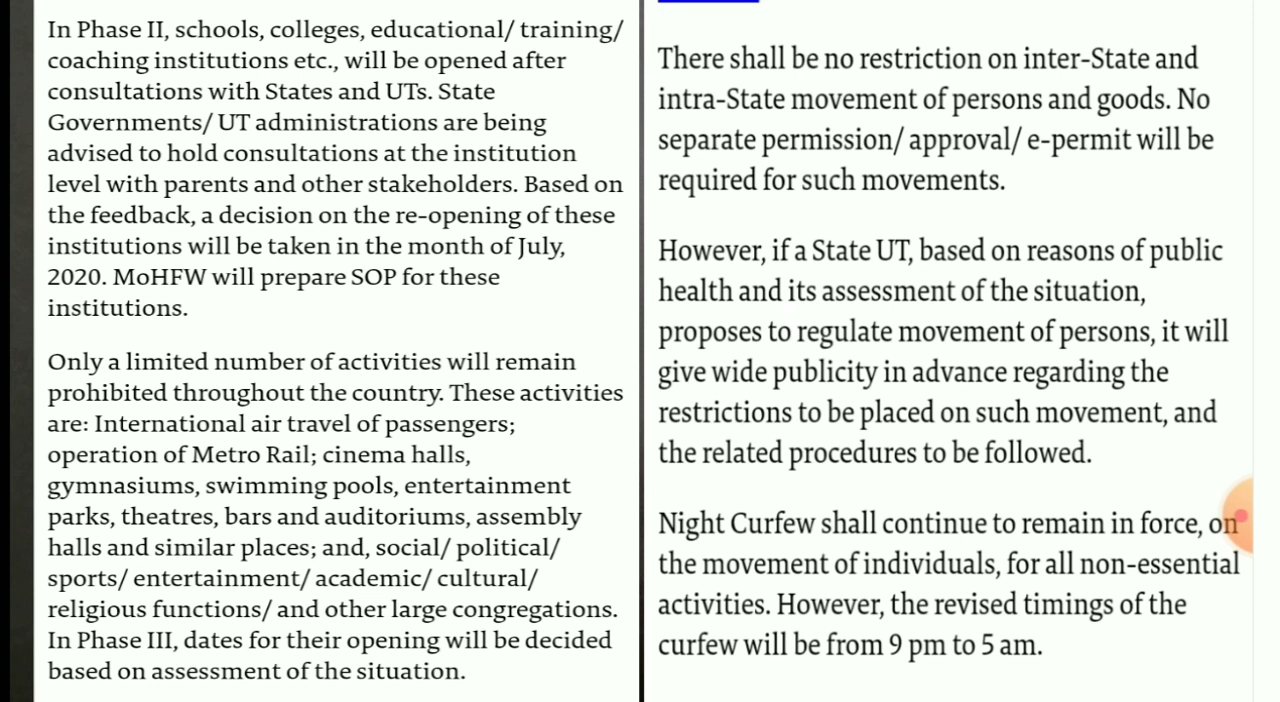 In Phase II, schools, colleges, educational/ training/
coaching institutions etc., will be opened after
consultations with States and UTs. State
Governments/ UT administrations are being
advised to hold consultations at the institution
level with parents and other stakeholders. Based on
the feedback, a decision on the re-opening of these
institutions will be taken in the month of July,
2020. MoHFW will prepare SOP for these
institutions.
Only a limited number of activities will remain
prohibited throughout the country. These activities
are: International air travel of passengers;
operation of Metro Rail; cinema halls,
gymnasiums, swimming pools, entertainment
parks, theatres, bars and auditoriums, assembly
halls and similar places; and, social/ political/
sports/ entertainment/ academic/ cultural/
religious functions/ and other large congregations.
In Phase III, dates for their opening will be decided
based on assessment of the situation.
There shall be no restriction on inter-State and
intra-State movement of persons and goods. No
separate permission/ approval/ e-permit will be
required for such movements.
However, if a State UT, based on reasons of public
health and its assessment of the situation,
proposes to regulate movement of persons, it will
give wide publicity in advance regarding the
restrictions to be placed on such movement, and
the related procedures to be followed.
Night Curfew shall continue to remain in force, on
the movement of individuals, for all non-essential
activities. However, the revised timings of the
curfew will be from 9 pm to 5 am.